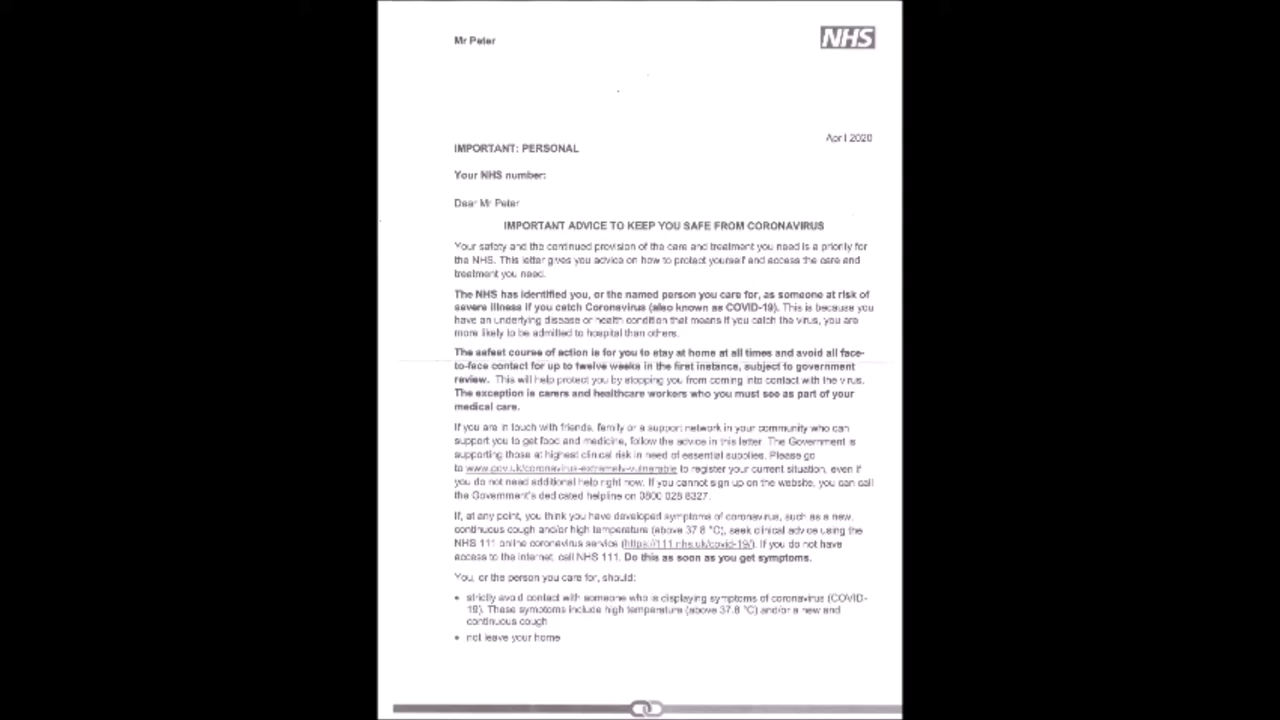 Mr Peter
NHS
April 2020
IMPORTANT: PERSONAL
Your NHS number:
Dear Mr Peter
IMPORTANT ADVICE TO KEEP YOU SAFE FROM CORONAVIRUS
Your safety and the continued provision of the care and treatment you need is a priority for
the NHS. This letter gives you advice on how to protect yourself and access the care and
treatment you need.
The NHS has identified you, or the named person you care for, as someone at risk of
severe illness if you catch Coronavirus (also known as COVID-19). This is because you
have an underlying disease or health condition that means if you catch the virus, you are
more likely to be admitted to hospital than others.
The safest course of action is for you to stay at home at all times and avoid all face-
to-face contact for up to twelve weeks in the first instance, subject to government
review. This will help protect you by stopping you from coming into contact with the virus.
The exception is carers and healthcare workers who you must see as part of your
medical care.
If you are in touch with friends, family or a support network in your community who can
support you to get food and medicine, follow the advice in this letter. The Government is
supporting those at highest clinical risk in need of essential supplies. Please go
to www.gov.uk/coronavirus-extremely-vulnerable to register your current situation, even if
you do not need additional help right now. If you cannot sign up on the website, you can call
the Government's dedicated helpline on 0800 028 8327.
If, at any point, you think you have developed symptoms of coronavirus, such as a new,
continuous cough and/or high temperature (above 37.8 °C), seek clinical advice using the
NHS 111 online coronavirus service (https://111.nhs.uk/covid-19/). If you do not have
access to the internet, call NHS 111. Do this as soon as you get symptoms.
You, or the person you care for, should:
• strictly avoid contact with someone who is displaying symptoms of coronavirus (COVID-
19). These symptoms include high temperature (above 37.8 °C) and/or a new and
continuous cough
• not leave your home